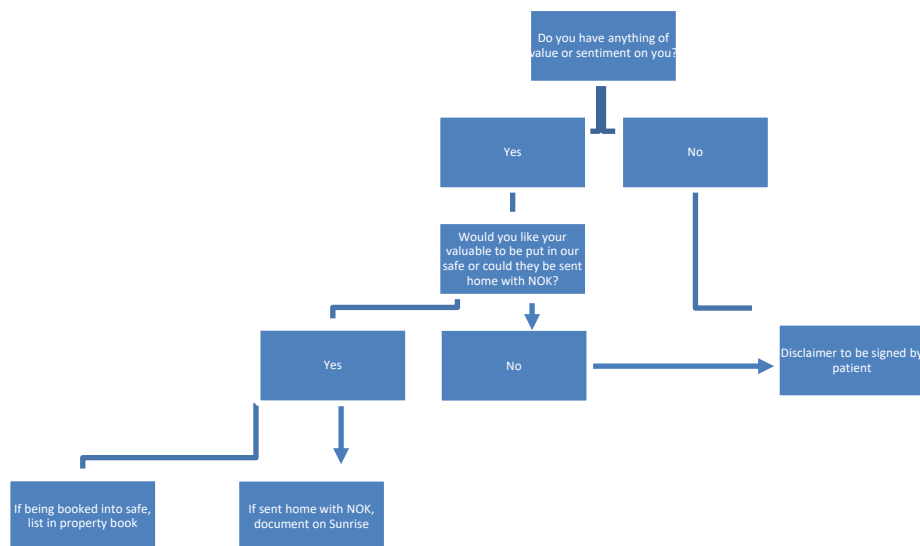 Do you have anything of
value or sentiment on you?
Yes
No
Would you like your
valuable to be put in our
safe or could they be sent
home with NOK?
Yes
No
Disclaimer to be signed by
patient
If being booked into safe,
list in property book
If sent home with NOK,
document on Sunrise